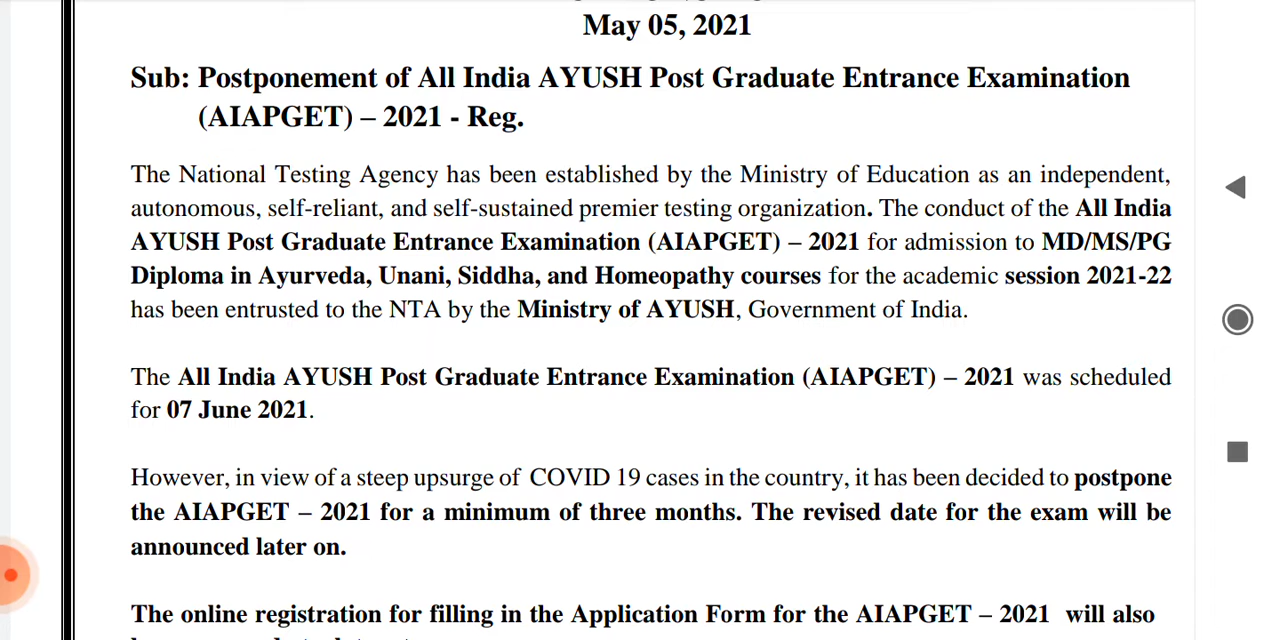 May 05, 2021
Sub: Postponement of All India AYUSH Post Graduate Entrance Examination
(AIAPGET) – 2021 - Reg.
The National Testing Agency has been established by the Ministry of Education as an independent,
autonomous, self-reliant, and self-sustained premier testing organization. The conduct of the All India
AYUSH Post Graduate Entrance Examination (AIAPGET) – 2021 for admission to MD/MS/PG
Diploma in Ayurveda, Unani, Siddha, and Homeopathy courses for the academic session 2021-22
has been entrusted to the NTA by the Ministry of AYUSH, Government of India.
The All India AYUSH Post Graduate Entrance Examination (AIAPGET) – 2021 was scheduled
for 07 June 2021.
However, in view of a steep upsurge of COVID 19 cases in the country, it has been decided to postpone
the AIAPGET – 2021 for a minimum of three months. The revised date for the exam will be
announced later on.
The online registration for filling in the Application Form for the AIAPGET – 2021 will also